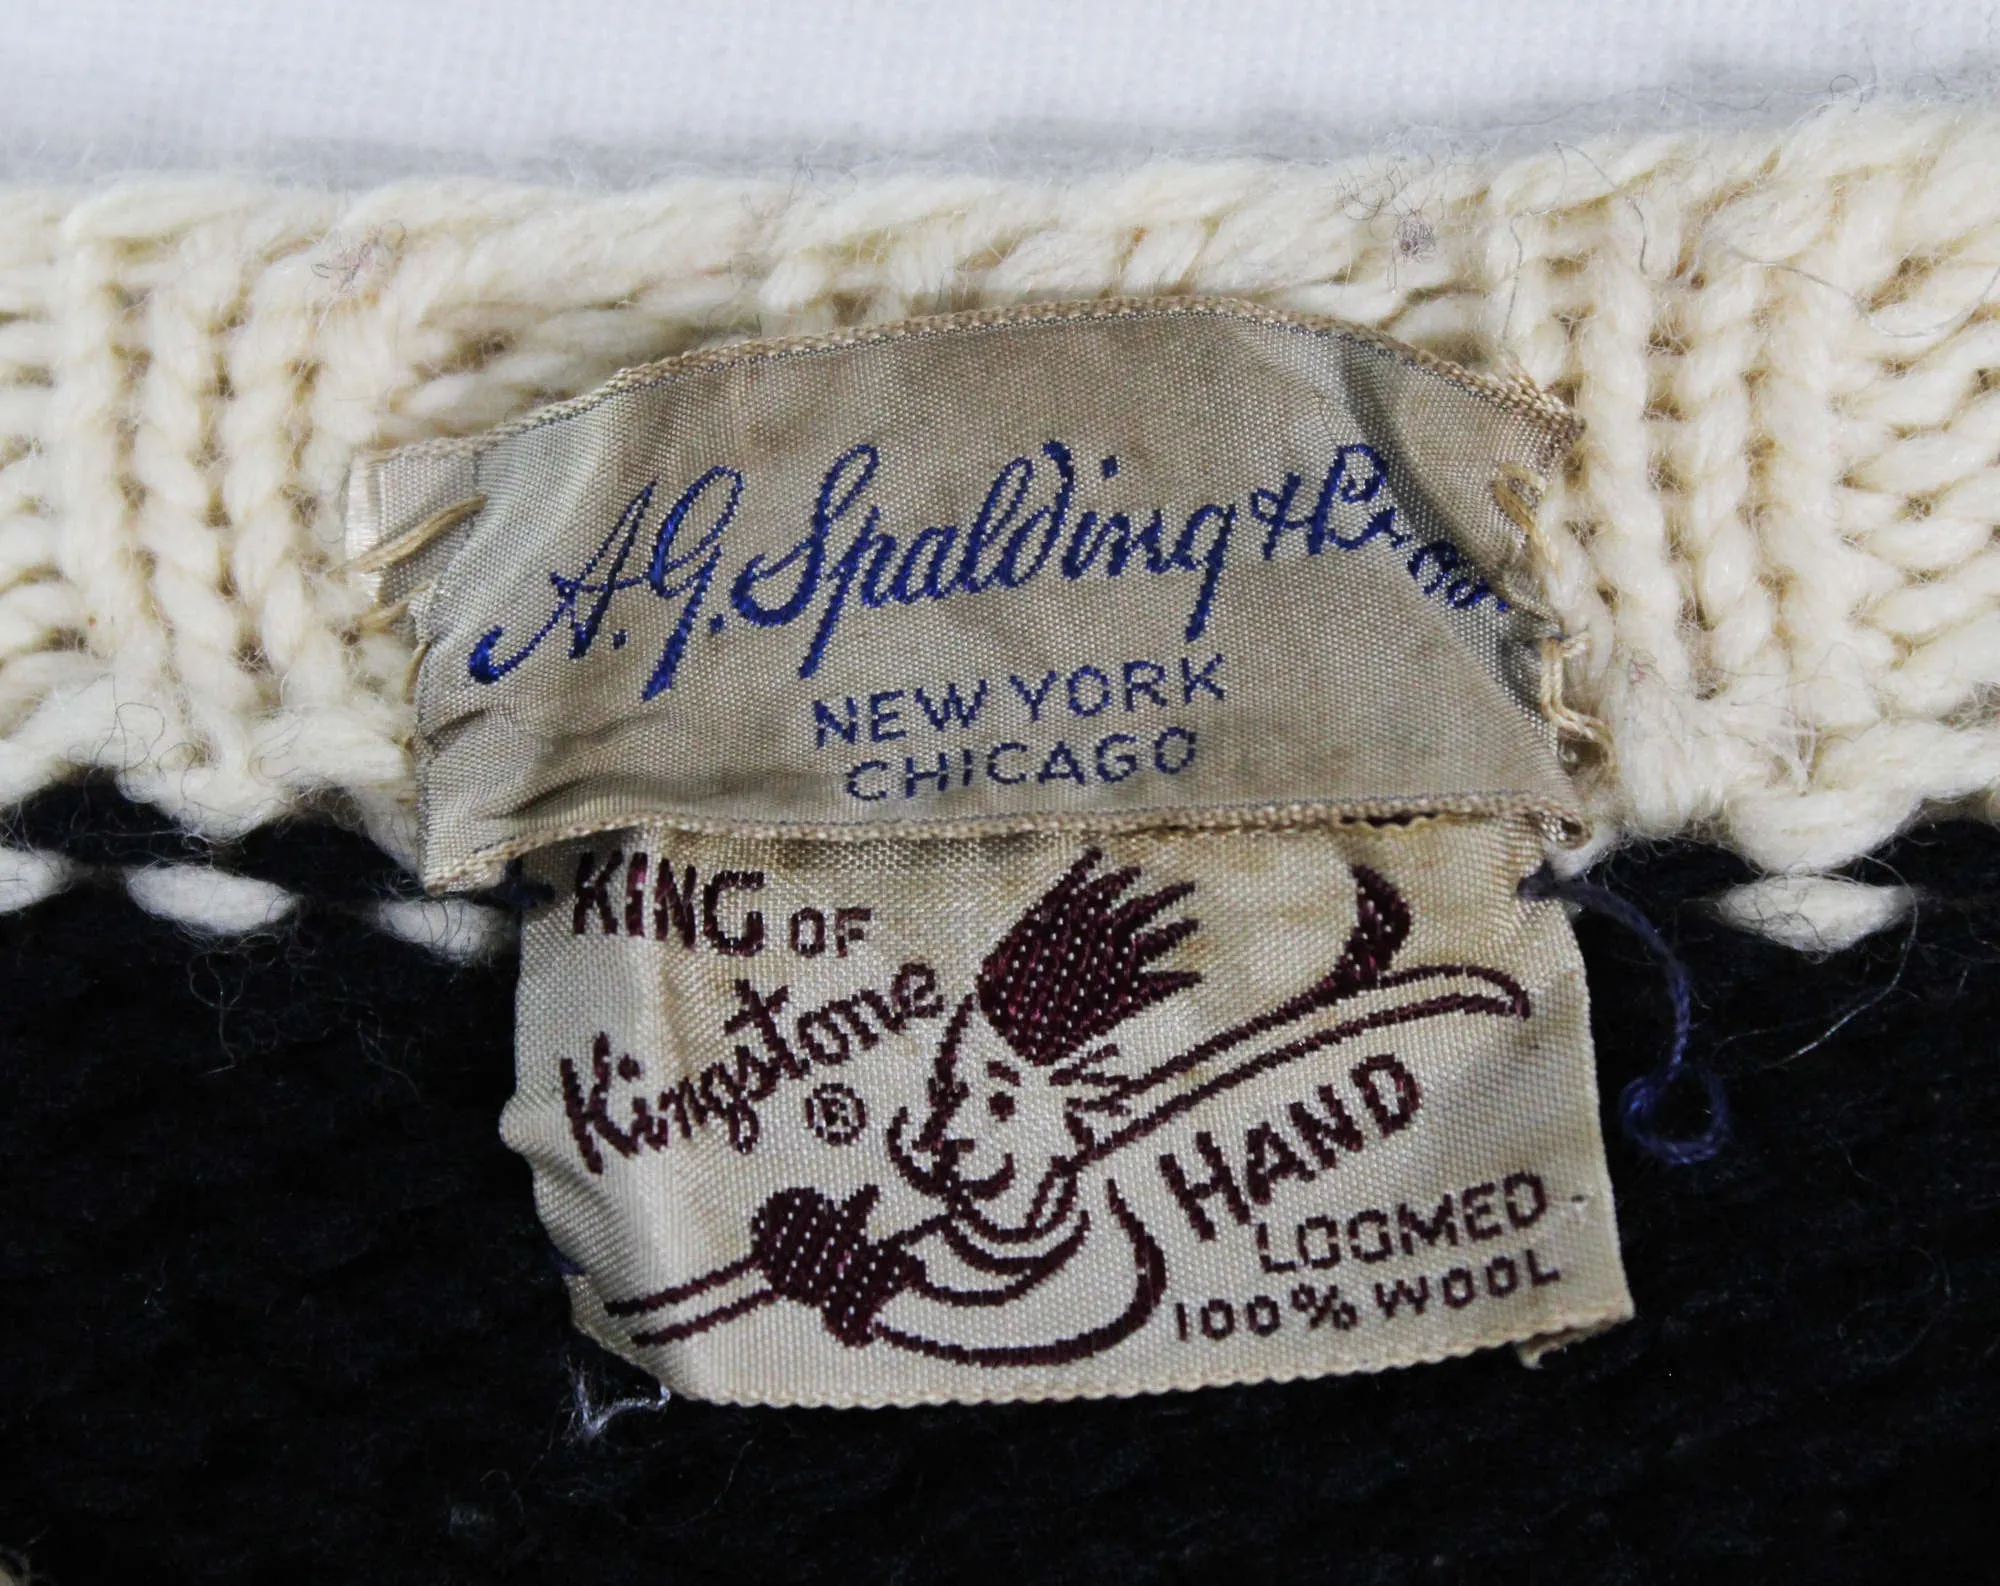 A.G. Spalding & Bros.
NEW YORK
CHICAGO
KING OF
Kingstone
®
HAND
LOOMED
100% WOOL